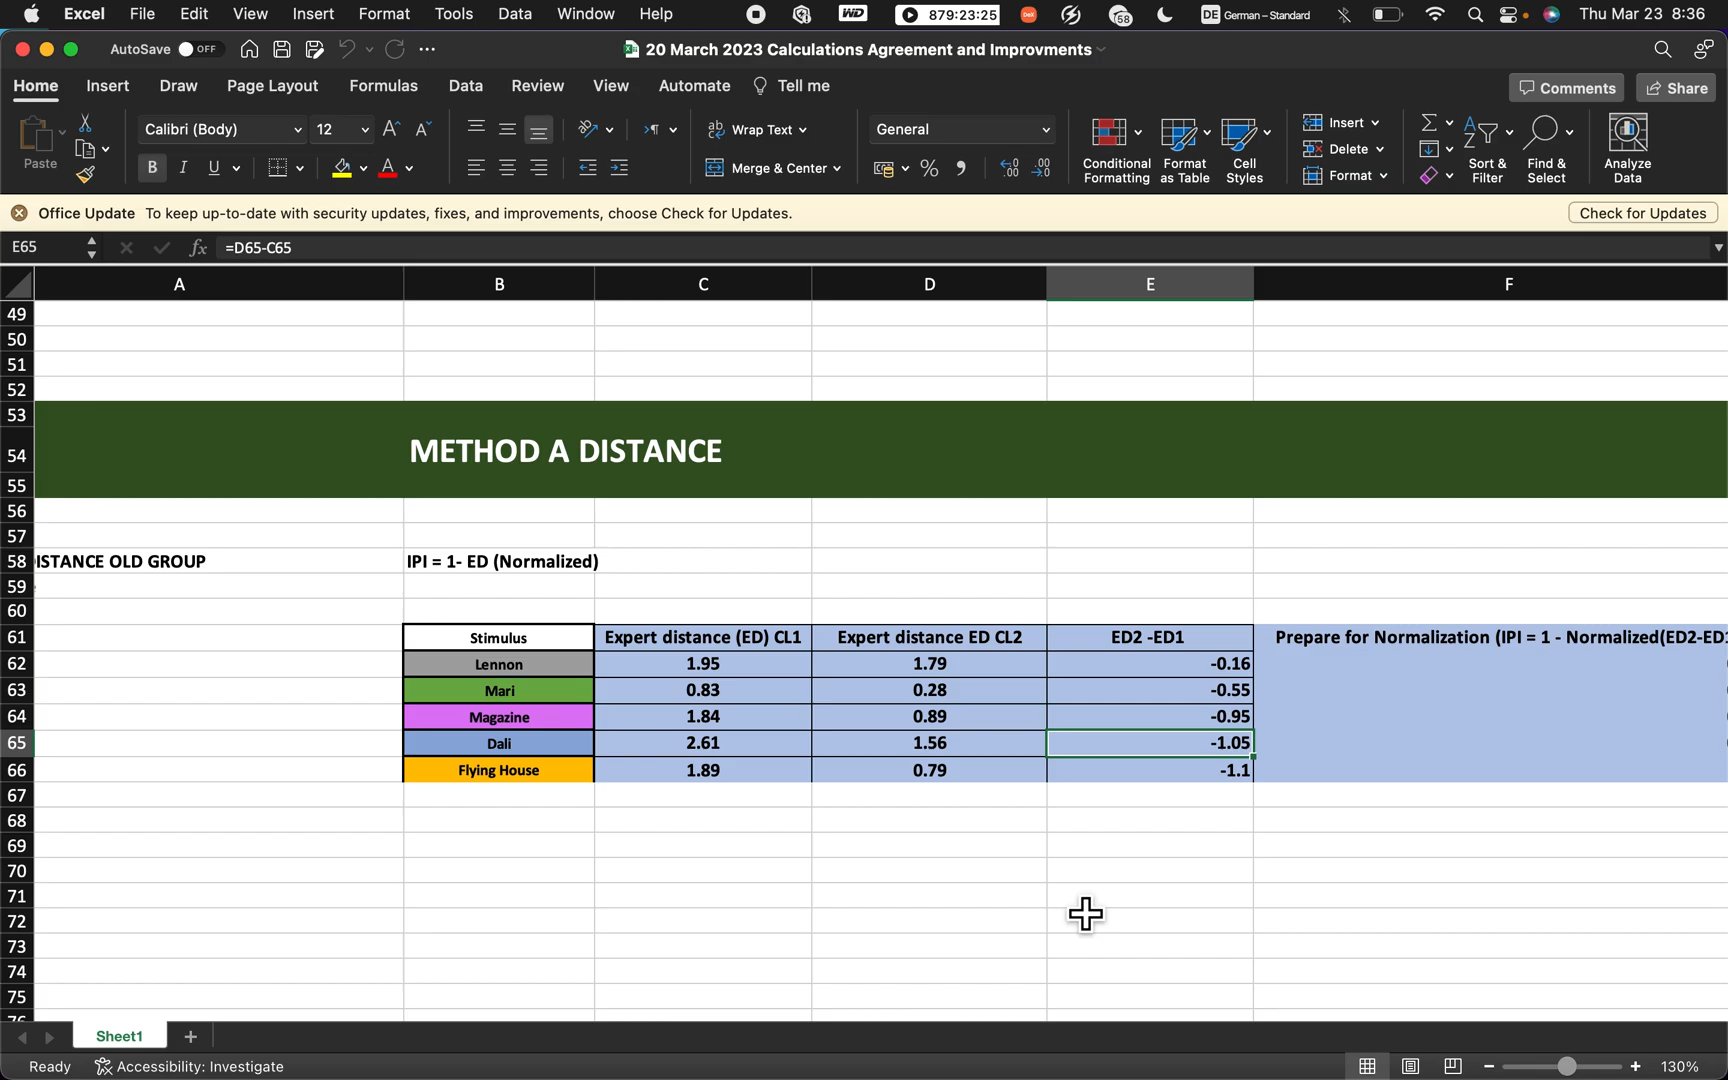 Excel File Edit View Insert Format Tools Data Window Help WD 879:23:25 DeX 58 DE German – Standard Thu Mar 23 8:36
AutoSave OFF 20 March 2023 Calculations Agreement and Improvments
Home Insert Draw Page Layout Formulas Data Review View Automate Tell me Comments Share
Paste Calibri (Body) 12 Wrap Text General Insert
B I U Merge & Center Conditional Formatting Format as Table Cell Styles Delete Format Sort & Filter Find & Select Analyze Data
Office Update To keep up-to-date with security updates, fixes, and improvements, choose Check for Updates. Check for Updates
E65 fx =D65-C65
A B C D E F
49
50
51
52
53
54 METHOD A DISTANCE
55
56
57
58 ISTANCE OLD GROUP IPI = 1- ED (Normalized)
59
60
61 Stimulus Expert distance (ED) CL1 Expert distance ED CL2 ED2 -ED1 Prepare for Normalization (IPI = 1 - Normalized(ED2-ED1
62 Lennon 1.95 1.79 -0.16
63 Mari 0.83 0.28 -0.55
64 Magazine 1.84 0.89 -0.95
65 Dali 2.61 1.56 -1.05
66 Flying House 1.89 0.79 -1.1
67
68
69
70
71
72
73
74
75
76
Sheet1 +
Ready Accessibility: Investigate 130%